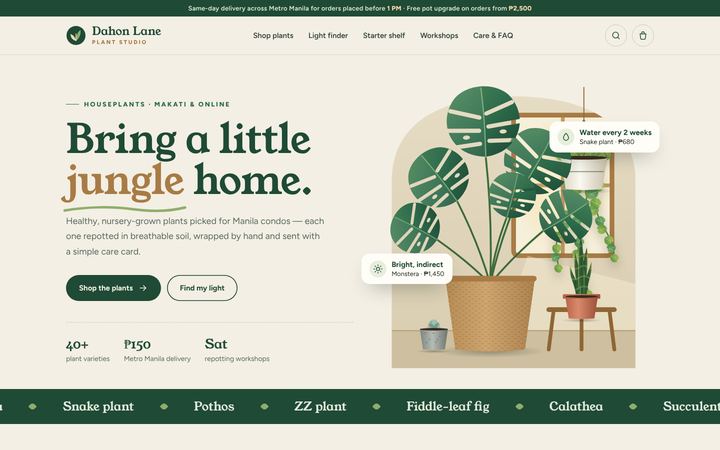 Same-day delivery across Metro Manila for orders placed before 1 PM · Free pot upgrade on orders from ₱2,500
Dahon Lane
PLANT STUDIO
Shop plants
Light finder
Starter shelf
Workshops
Care & FAQ
HOUSEPLANTS · MAKATI & ONLINE
Bring a little
jungle home.
Healthy, nursery-grown plants picked for Manila condos — each
one repotted in breathable soil, wrapped by hand and sent with
a simple care card.
Shop the plants
Find my light
40+
plant varieties
₱150
Metro Manila delivery
Sat
repotting workshops
Water every 2 weeks
Snake plant · ₱680
Bright, indirect
Monstera · ₱1,450
Snake plant
Pothos
ZZ plant
Fiddle-leaf fig
Calathea
Succulent